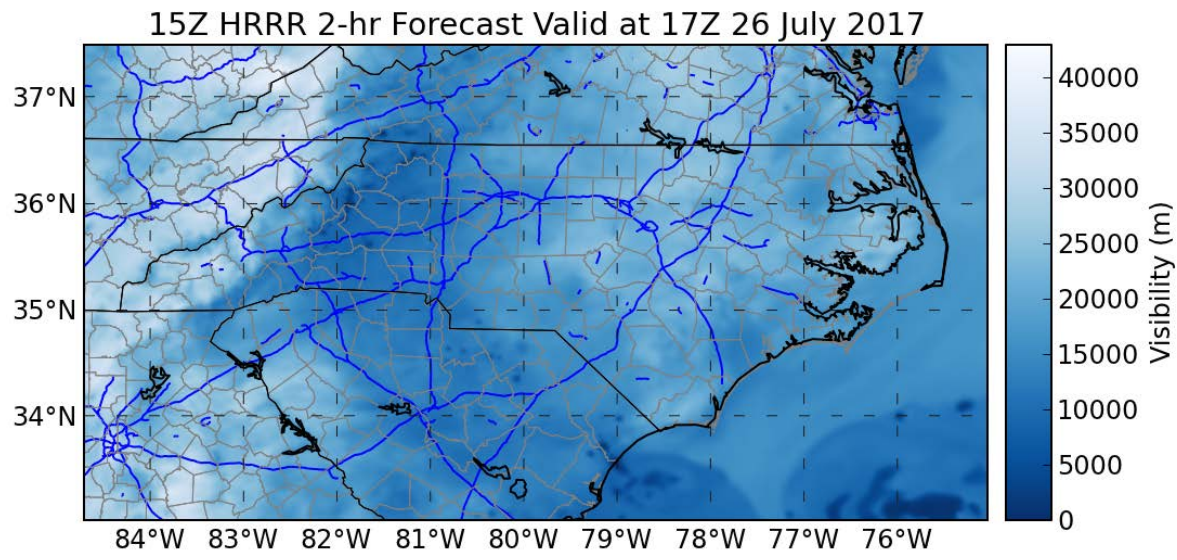 15Z HRRR 2-hr Forecast Valid at 17Z 26 July 2017
37°N
36°N
35°N
34°N
84°W 83°W 82°W 81°W 80°W 79°W 78°W 77°W 76°W
40000
35000
30000
25000
20000
15000
10000
5000
0
Visibility (m)